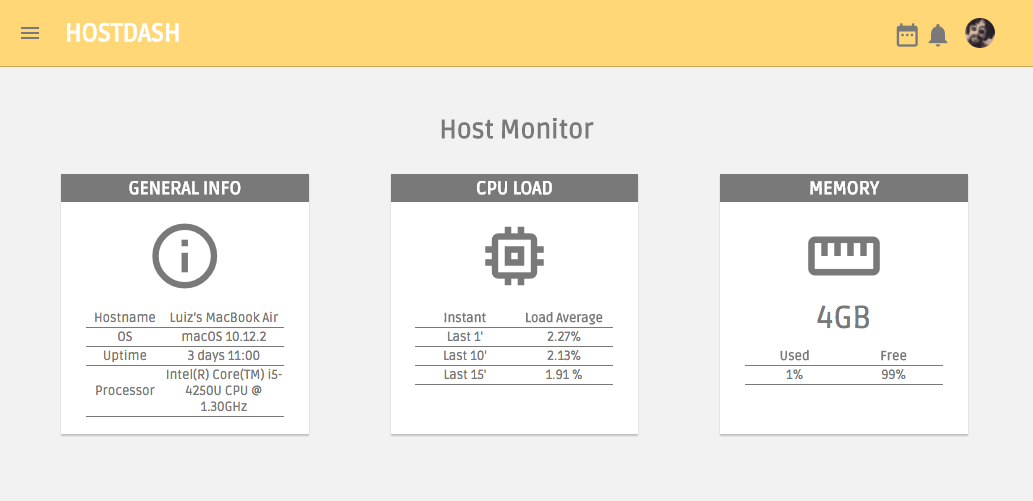 HOSTDASH
Host Monitor
GENERAL INFO
Hostname Luiz's MacBook Air
OS macOS 10.12.2
Uptime 3 days 11:00
Processor Intel(R) Core(TM) i5-
4250U CPU @
1.30GHz
CPU LOAD
Instant Load Average
Last 1' 2.27%
Last 10' 2.13%
Last 15' 1.91 %
MEMORY
4GB
Used Free
1% 99%